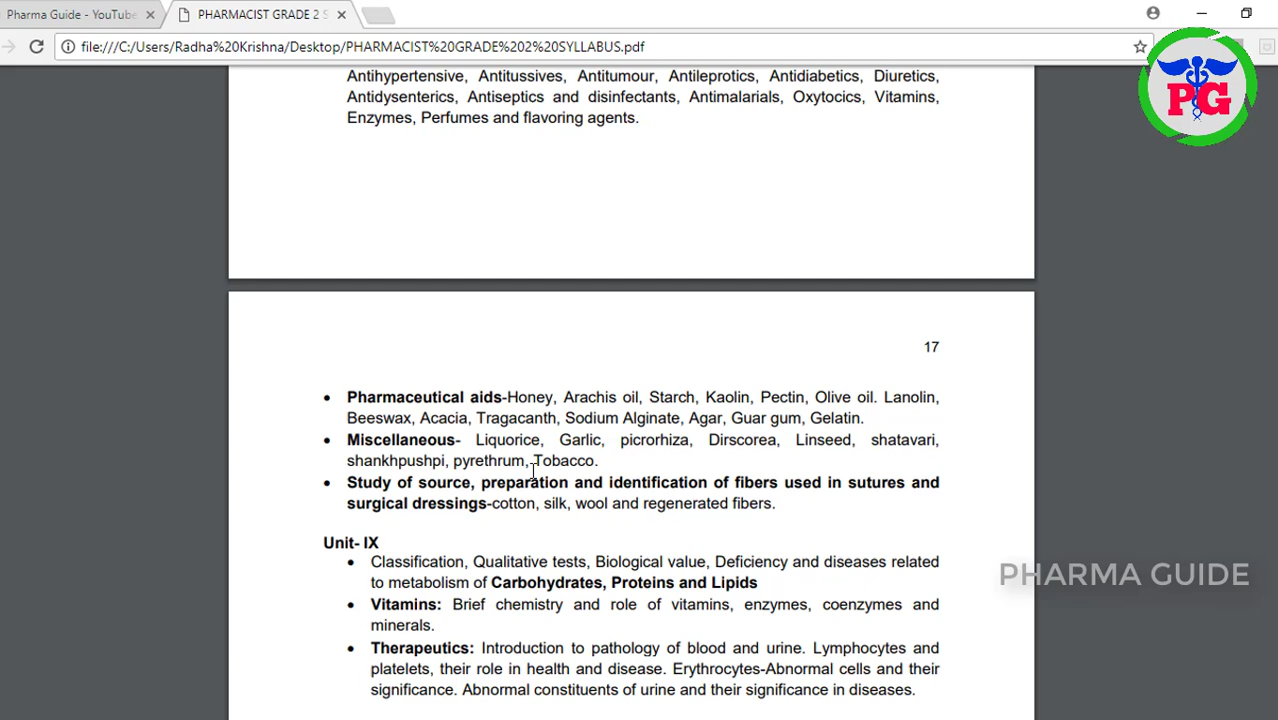 Pharma Guide - YouTube
PHARMACIST GRADE 2 S
file:///C:/Users/Radha%20Krishna/Desktop/PHARMACIST%20GRADE%202%20SYLLABUS.pdf
PG
Antihypertensive, Antitussives, Antitumour, Antileprotics, Antidiabetics, Diuretics,
Antidysenterics, Antiseptics and disinfectants, Antimalarials, Oxytocics, Vitamins,
Enzymes, Perfumes and flavoring agents.
17
• Pharmaceutical aids-Honey, Arachis oil, Starch, Kaolin, Pectin, Olive oil. Lanolin,
Beeswax, Acacia, Tragacanth, Sodium Alginate, Agar, Guar gum, Gelatin.
• Miscellaneous- Liquorice, Garlic, picrorhiza, Dirscorea, Linseed, shatavari,
shankhpushpi, pyrethrum, Tobacco.
• Study of source, preparation and identification of fibers used in sutures and
surgical dressings-cotton, silk, wool and regenerated fibers.
Unit- IX
• Classification, Qualitative tests, Biological value, Deficiency and diseases related
to metabolism of Carbohydrates, Proteins and Lipids
• Vitamins: Brief chemistry and role of vitamins, enzymes, coenzymes and
minerals.
• Therapeutics: Introduction to pathology of blood and urine. Lymphocytes and
platelets, their role in health and disease. Erythrocytes-Abnormal cells and their
significance. Abnormal constituents of urine and their significance in diseases.
PHARMA GUIDE